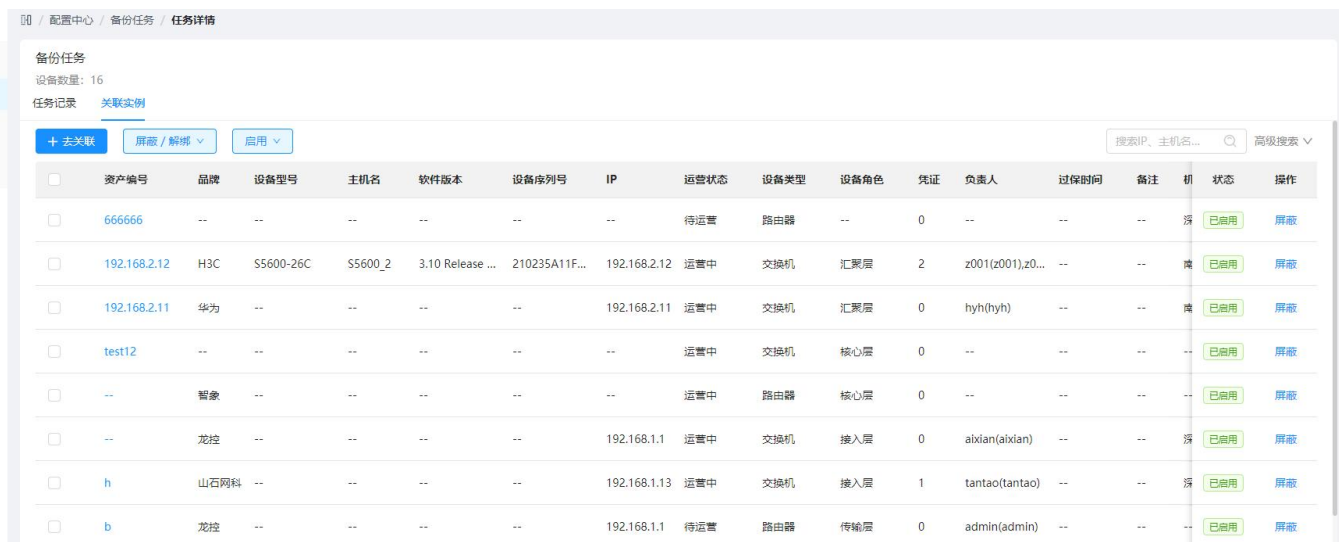 / 配置中心 / 备份任务 / 任务详情
备份任务
设备数量：16
任务记录 关联实例
+ 去关联 屏蔽 / 解绑 启用 搜索IP、主机名... 高级搜索
资产编号 品牌 设备型号 主机名 软件版本 设备序列号 IP 运营状态 设备类型 设备角色 凭证 负责人 过保时间 备注 机 状态 操作
666666 -- -- -- -- -- -- 待运营 路由器 -- 0 -- -- -- 深 已启用 屏蔽
192.168.2.12 H3C S5600-26C S5600_2 3.10 Release ... 210235A11F... 192.168.2.12 运营中 交换机 汇聚层 2 z001(z001),z0... -- -- 南 已启用 屏蔽
192.168.2.11 华为 -- -- -- -- 192.168.2.11 运营中 交换机 汇聚层 0 hyh(hyh) -- -- 南 已启用 屏蔽
test12 -- -- -- -- -- -- 运营中 交换机 核心层 0 -- -- -- -- 已启用 屏蔽
-- 智象 -- -- -- -- -- 运营中 路由器 核心层 0 -- -- -- -- 已启用 屏蔽
-- 龙控 -- -- -- -- 192.168.1.1 运营中 交换机 接入层 0 aixian(aixian) -- -- 深 已启用 屏蔽
h 山石网科 -- -- -- -- 192.168.1.13 运营中 交换机 接入层 1 tantao(tantao) -- -- 深 已启用 屏蔽
b 龙控 -- -- -- -- 192.168.1.1 待运营 路由器 传输层 0 admin(admin) -- -- -- 已启用 屏蔽